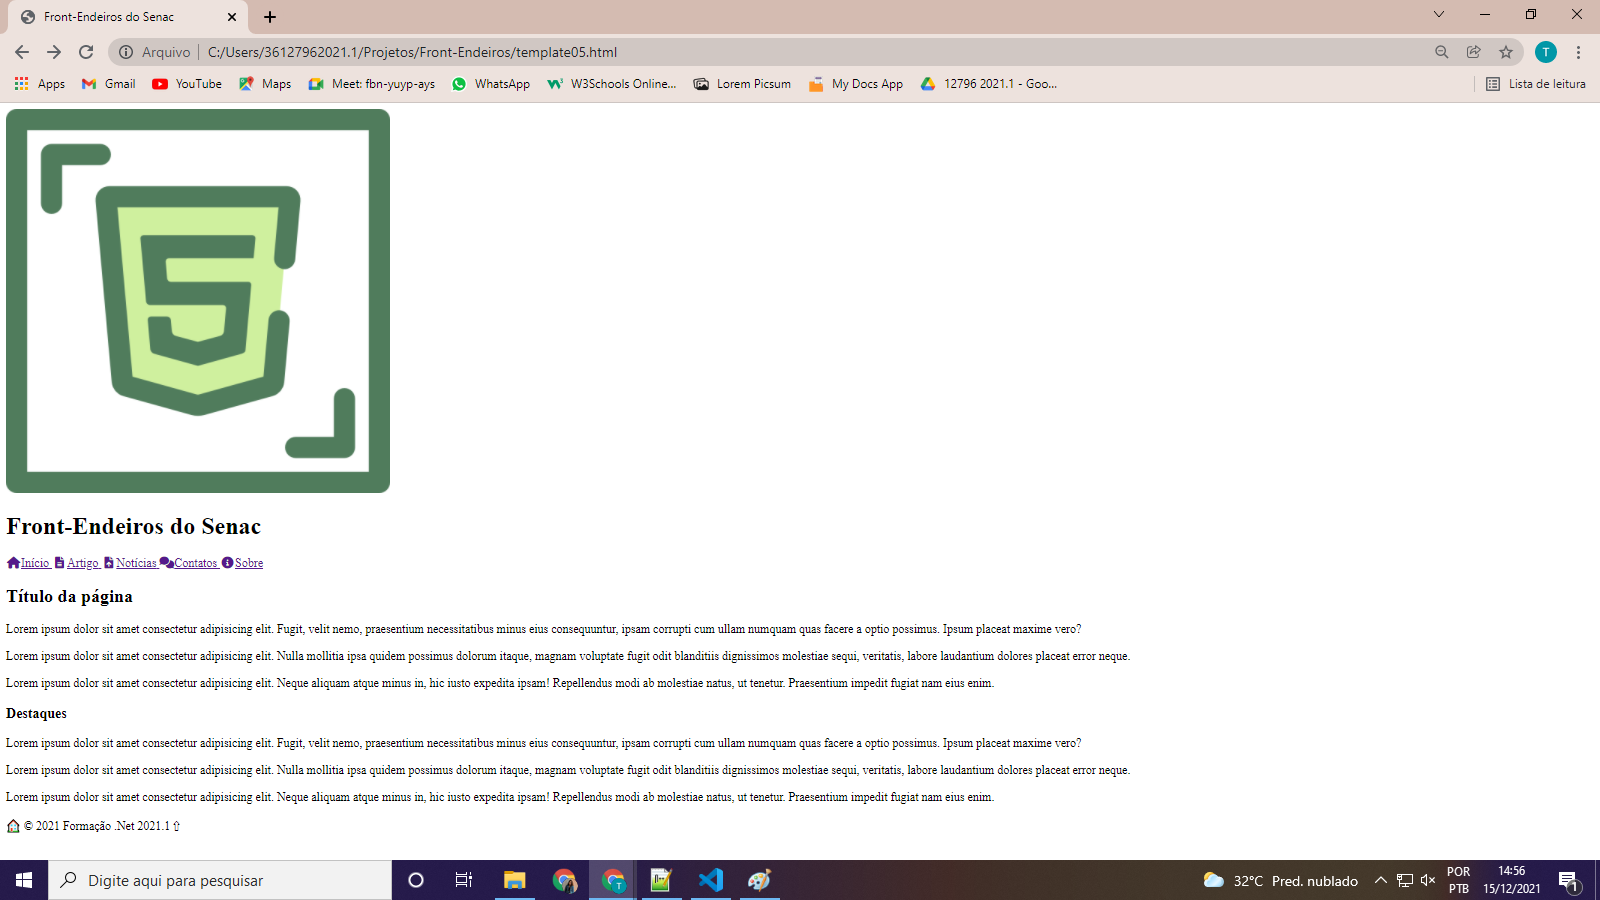 Front-Endeiros do Senac
Arquivo | C:/Users/36127962021.1/Projetos/Front-Endeiros/template05.html
T
Apps Gmail YouTube Maps Meet: fbn-yuyp-ays WhatsApp W3Schools Online... Lorem Picsum My Docs App 12796 2021.1 - Goo... Lista de leitura
Front-Endeiros do Senac
Início Artigo Notícias Contatos Sobre
Título da página
Lorem ipsum dolor sit amet consectetur adipisicing elit. Fugit, velit nemo, praesentium necessitatibus minus eius consequuntur, ipsam corrupti cum ullam numquam quas facere a optio possimus. Ipsum placeat maxime vero?
Lorem ipsum dolor sit amet consectetur adipisicing elit. Nulla mollitia ipsa quidem possimus dolorum itaque, magnam voluptate fugit odit blanditiis dignissimos molestiae sequi, veritatis, labore laudantium dolores placeat error neque.
Lorem ipsum dolor sit amet consectetur adipisicing elit. Neque aliquam atque minus in, hic iusto expedita ipsam! Repellendus modi ab molestiae natus, ut tenetur. Praesentium impedit fugiat nam eius enim.
Destaques
Lorem ipsum dolor sit amet consectetur adipisicing elit. Fugit, velit nemo, praesentium necessitatibus minus eius consequuntur, ipsam corrupti cum ullam numquam quas facere a optio possimus. Ipsum placeat maxime vero?
Lorem ipsum dolor sit amet consectetur adipisicing elit. Nulla mollitia ipsa quidem possimus dolorum itaque, magnam voluptate fugit odit blanditiis dignissimos molestiae sequi, veritatis, labore laudantium dolores placeat error neque.
Lorem ipsum dolor sit amet consectetur adipisicing elit. Neque aliquam atque minus in, hic iusto expedita ipsam! Repellendus modi ab molestiae natus, ut tenetur. Praesentium impedit fugiat nam eius enim.
© 2021 Formação .Net 2021.1 ⇧
Digite aqui para pesquisar
T
32°C Pred. nublado
POR
PTB
14:56
15/12/2021
1